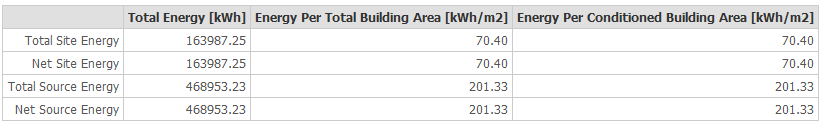 Total Energy [kWh] Energy Per Total Building Area [kWh/m2] Energy Per Conditioned Building Area [kWh/m2]
Total Site Energy 163987.25 70.40 70.40
Net Site Energy 163987.25 70.40 70.40
Total Source Energy 468953.23 201.33 201.33
Net Source Energy 468953.23 201.33 201.33